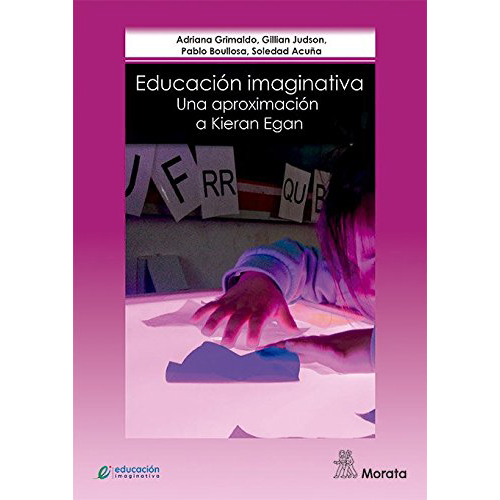 Adriana Grimaldo, Gillian Judson,
Pablo Boullosa, Soledad Acuña
Educación imaginativa
Una aproximación
a Kieran Egan
U F RR QU B
ei educación
imaginativa
Morata